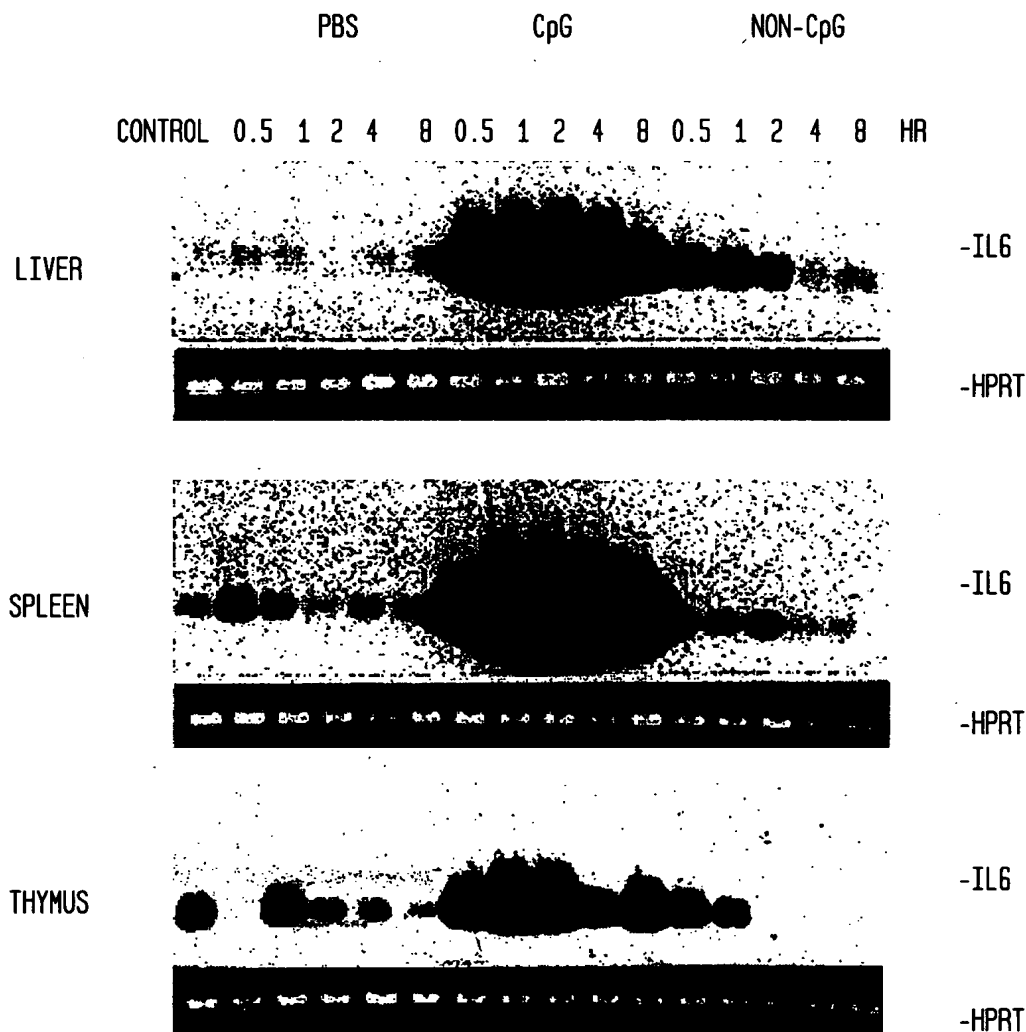 PBS CpG NON-CpG
CONTROL 0.5 1 2 4 8 0.5 1 2 4 8 0.5 1 2 4 8 HR
-IL6
LIVER
-HPRT
-IL6
SPLEEN
-HPRT
-IL6
THYMUS
-HPRT